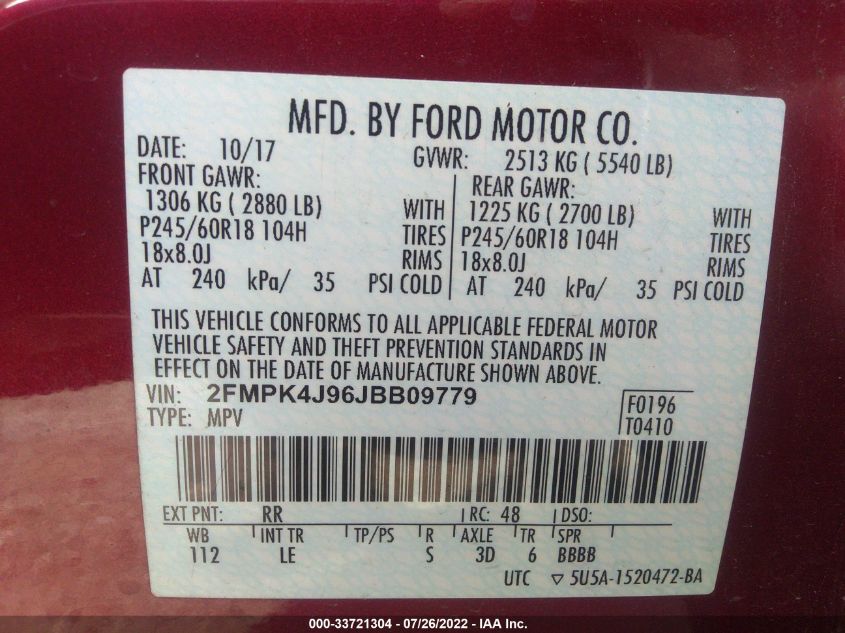 MFD. BY FORD MOTOR CO.
DATE: 10/17 GVWR: 2513 KG ( 5540 LB)
FRONT GAWR: REAR GAWR:
1306 KG ( 2880 LB) WITH 1225 KG ( 2700 LB) WITH
P245/60R18 104H TIRES P245/60R18 104H TIRES
18x8.0J RIMS 18x8.0J RIMS
AT 240 kPa/ 35 PSI COLD AT 240 kPa/ 35 PSI COLD
THIS VEHICLE CONFORMS TO ALL APPLICABLE FEDERAL MOTOR
VEHICLE SAFETY AND THEFT PREVENTION STANDARDS IN
EFFECT ON THE DATE OF MANUFACTURE SHOWN ABOVE.
VIN: 2FMPK4J96JBB09779 F0196
TYPE: MPV T0410
EXT PNT: RR RC: 48 DSO:
WB INT TR TP/PS R AXLE TR SPR
112 LE S 3D 6 BBBB
UTC ▽ 5U5A-1520472-BA
000-33721304 - 07/26/2022 - IAA Inc.